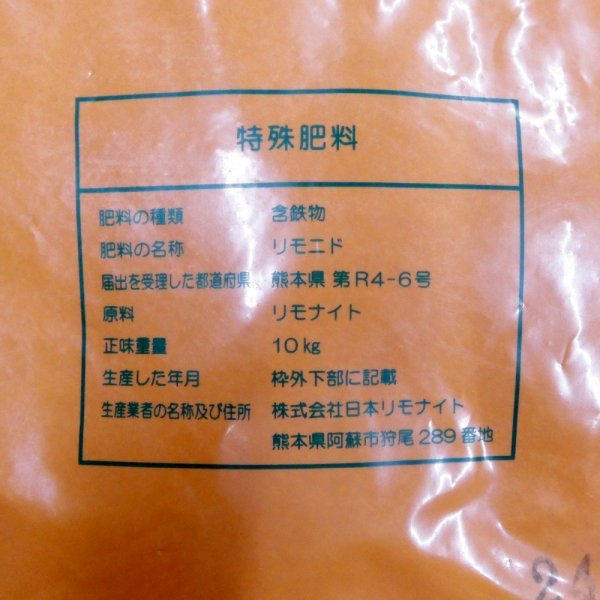 特殊肥料
肥料の種類 含鉄物
肥料の名称 リモニド
届出を受理した都道府県 熊本県 第R4-6号
原料 リモナイト
正味重量 10kg
生産した年月 枠外下部に記載
生産業者の名称及び住所 株式会社日本リモナイト
熊本県阿蘇市狩尾289番地
24